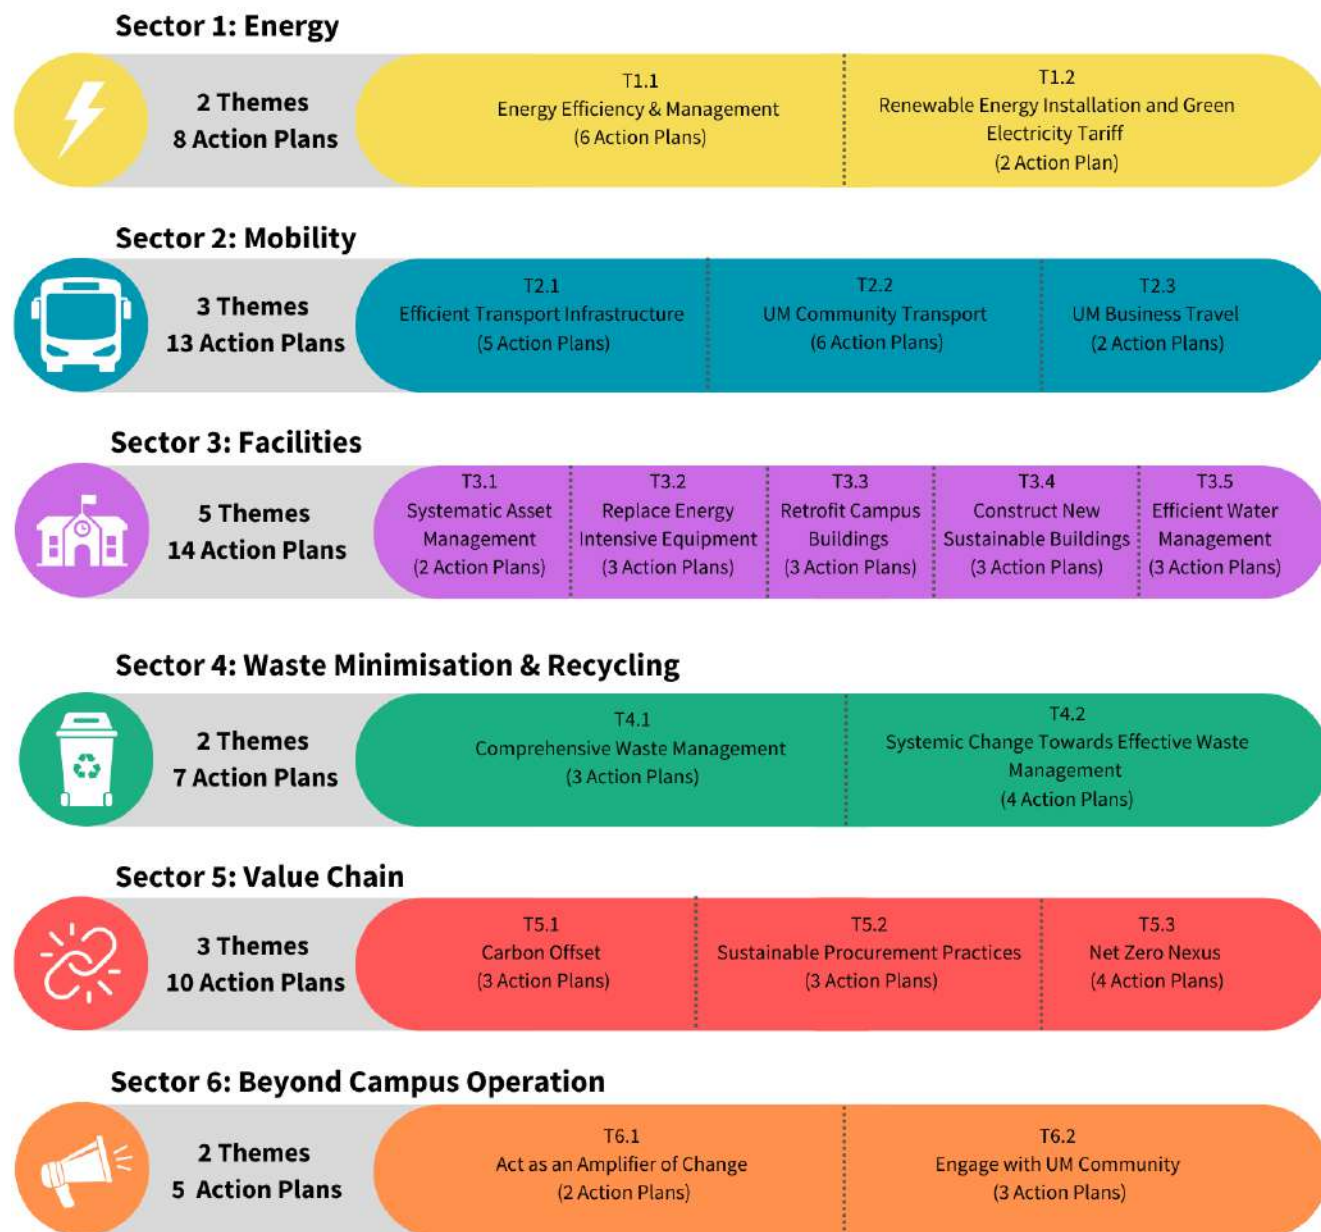 Sector 1: Energy
2 Themes
8 Action Plans
T1.1
Energy Efficiency & Management
(6 Action Plans)
T1.2
Renewable Energy Installation and Green
Electricity Tariff
(2 Action Plan)
Sector 2: Mobility
3 Themes
13 Action Plans
T2.1
Efficient Transport Infrastructure
(5 Action Plans)
T2.2
UM Community Transport
(6 Action Plans)
T2.3
UM Business Travel
(2 Action Plans)
Sector 3: Facilities
5 Themes
14 Action Plans
T3.1
Systematic Asset
Management
(2 Action Plans)
T3.2
Replace Energy
Intensive Equipment
(3 Action Plans)
T3.3
Retrofit Campus
Buildings
(3 Action Plans)
T3.4
Construct New
Sustainable Buildings
(3 Action Plans)
T3.5
Efficient Water
Management
(3 Action Plans)
Sector 4: Waste Minimisation & Recycling
2 Themes
7 Action Plans
T4.1
Comprehensive Waste Management
(3 Action Plans)
T4.2
Systemic Change Towards Effective Waste
Management
(4 Action Plans)
Sector 5: Value Chain
3 Themes
10 Action Plans
T5.1
Carbon Offset
(3 Action Plans)
T5.2
Sustainable Procurement Practices
(3 Action Plans)
T5.3
Net Zero Nexus
(4 Action Plans)
Sector 6: Beyond Campus Operation
2 Themes
5 Action Plans
T6.1
Act as an Amplifier of Change
(2 Action Plans)
T6.2
Engage with UM Community
(3 Action Plans)